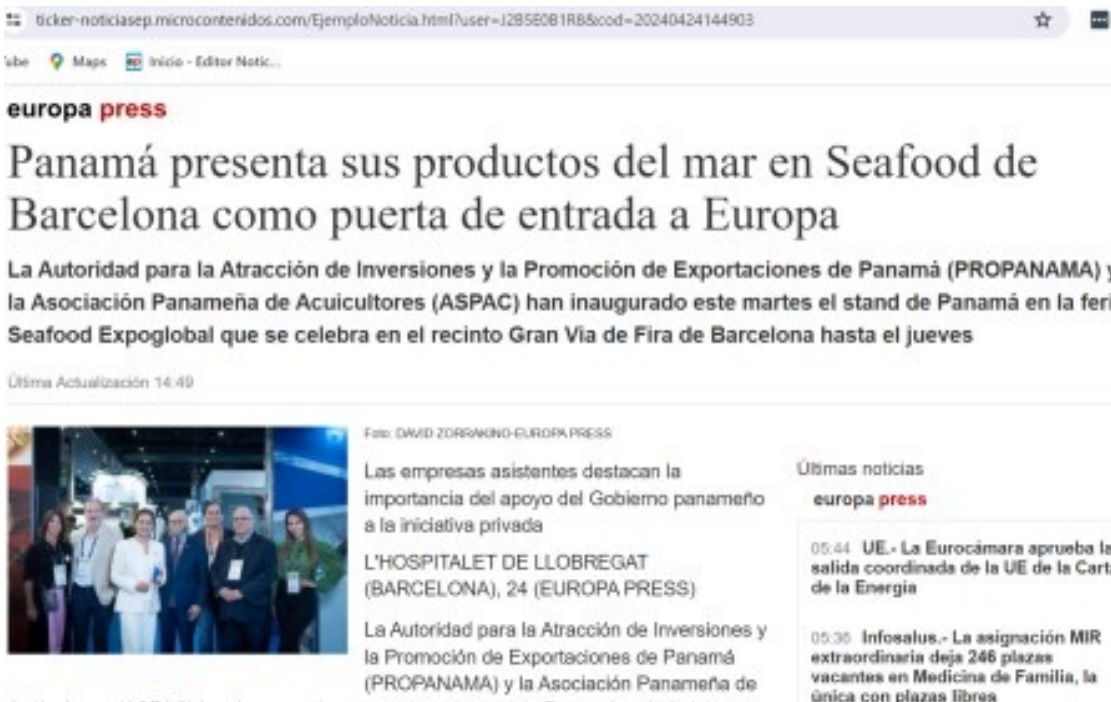 ticker-noticiasep.microcontenidos.com/EjemploNoticia.html?user=J2B5E0B1R8&cod=20240424144903
Maps
Inicio - Editor Notic...
europa press
Panamá presenta sus productos del mar en Seafood de
Barcelona como puerta de entrada a Europa
La Autoridad para la Atracción de Inversiones y la Promoción de Exportaciones de Panamá (PROPANAMA) y
la Asociación Panameña de Acuicultores (ASPAC) han inaugurado este martes el stand de Panamá en la feri
Seafood Expoglobal que se celebra en el recinto Gran Via de Fira de Barcelona hasta el jueves
Última Actualización 14:49
Foto: DAVID ZORRAKINO-EUROPA PRESS
Las empresas asistentes destacan la
importancia del apoyo del Gobierno panameño
a la iniciativa privada
L'HOSPITALET DE LLOBREGAT
(BARCELONA), 24 (EUROPA PRESS)
La Autoridad para la Atracción de Inversiones y
la Promoción de Exportaciones de Panamá
(PROPANAMA) y la Asociación Panameña de
Últimas noticias
europa press
05:44 UE.- La Eurocámara aprueba la
salida coordinada de la UE de la Carta
de la Energía
05:36 Infosalus.- La asignación MIR
extraordinaria deja 246 plazas
vacantes en Medicina de Familia, la
única con plazas libres